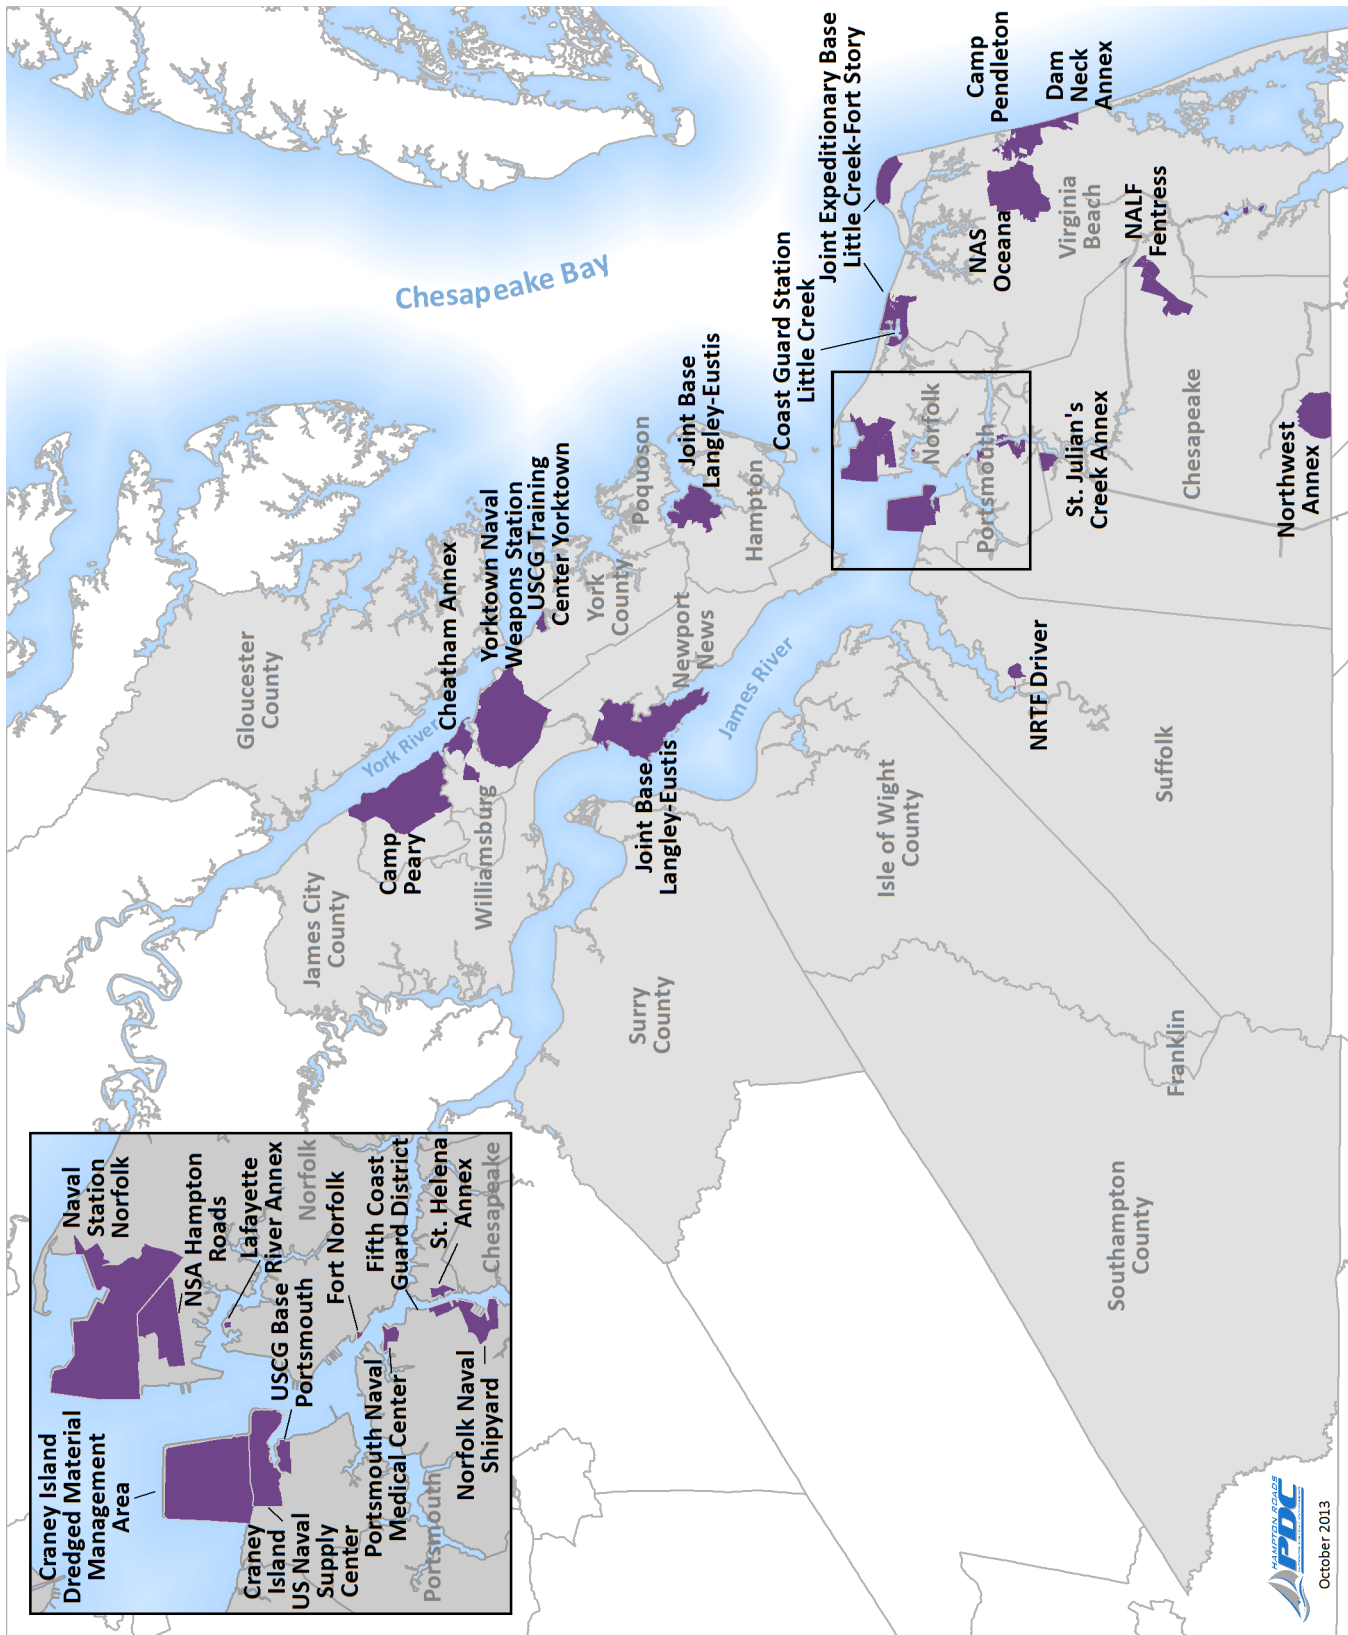 Naval
Station
Norfolk
NSA Hampton
Roads
Lafayette
River Annex
Norfolk
USCG Base
Portsmouth
Fort Norfolk
Fifth Coast
Guard District
St. Helena
Annex
Chesapeake
Craney Island
Dredged Material
Management
Area
Craney
Island
US Naval
Supply
Center
Portsmouth Naval
Medical Center
Portsmouth
Norfolk Naval
Shipyard
Gloucester
County
James City
County
York River
Camp
Peary
Cheatham Annex
Williamsburg
Yorktown Naval
Weapons Station
USCG Training
Center Yorktown
York
County
Poquoson
Joint Base
Langley-Eustis
Hampton
Newport
News
James River
Joint Base
Langley-Eustis
Surry
County
Chesapeake Bay
Coast Guard Station
Little Creek
Joint Expeditionary Base
Little Creek-Fort Story
Camp
Pendleton
Dam
Neck
Annex
NAS
Oceana
Virginia
Beach
NALF
Fentress
Norfolk
Portsmouth
St. Julian's
Creek Annex
Chesapeake
Northwest
Annex
NRTF Driver
Isle of Wight
County
Suffolk
Franklin
Southampton
County
HAMPTON ROADS
PDC
October 2013